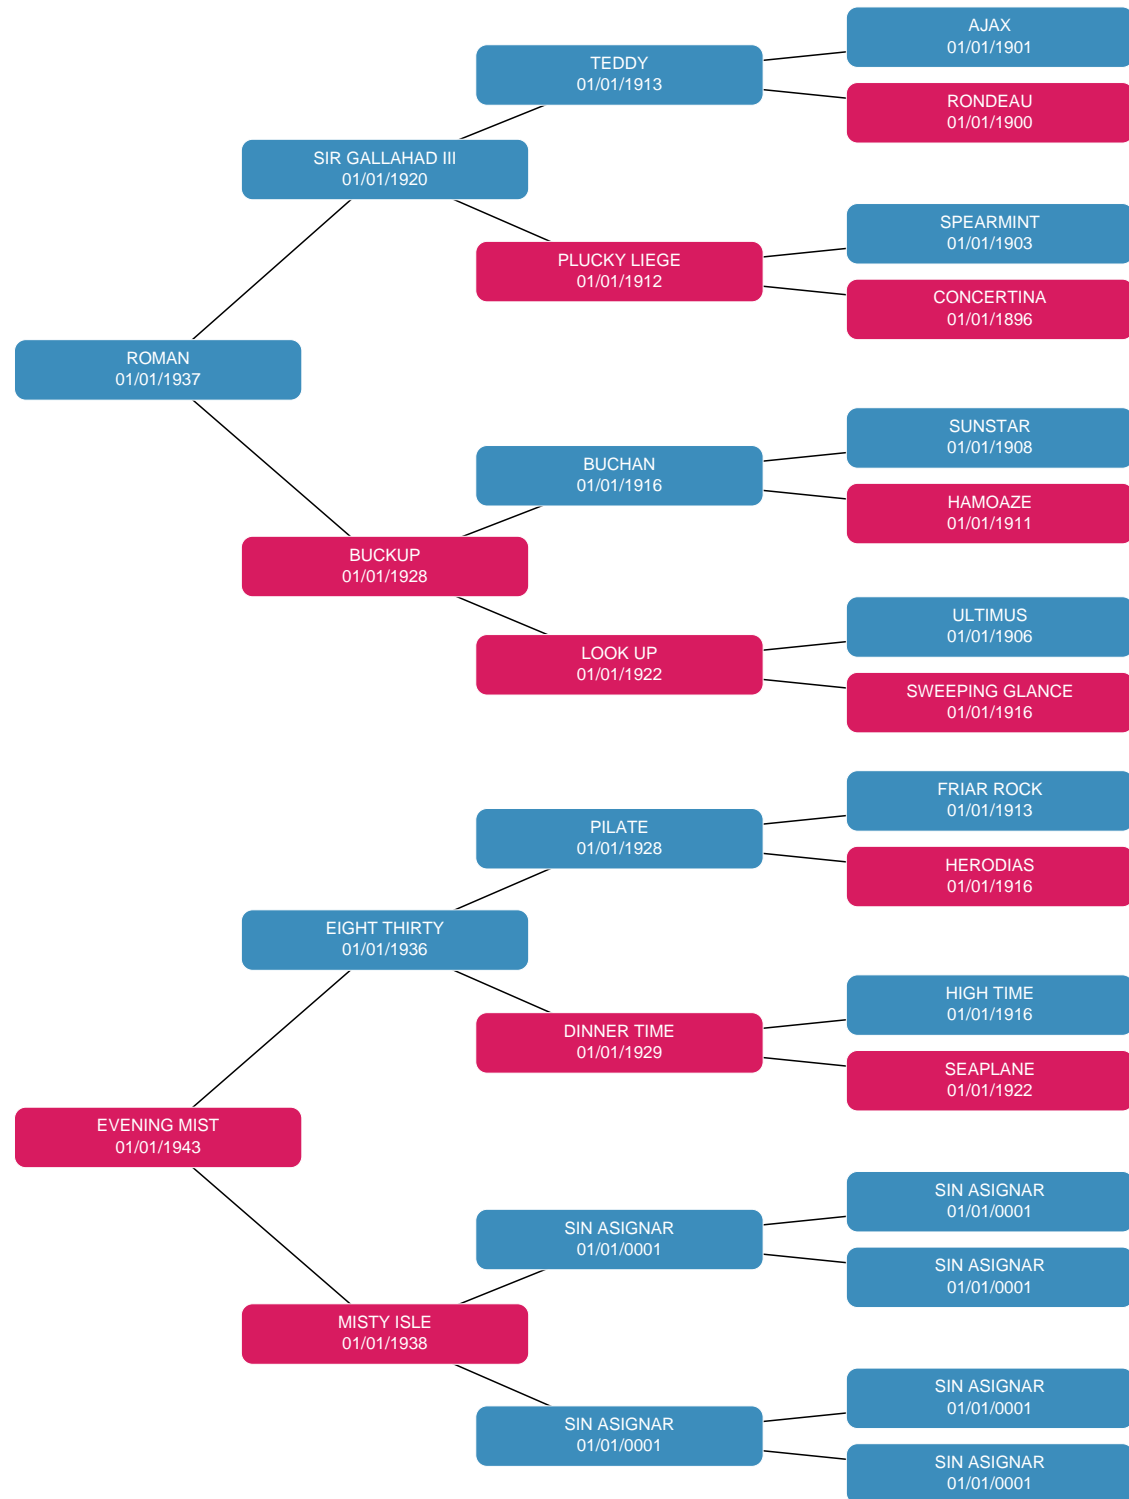 AJAX
01/01/1901
TEDDY
01/01/1913
RONDEAU
01/01/1900
SIR GALLAHAD III
01/01/1920
SPEARMINT
01/01/1903
PLUCKY LIEGE
01/01/1912
CONCERTINA
01/01/1896
ROMAN
01/01/1937
SUNSTAR
01/01/1908
BUCHAN
01/01/1916
HAMOAZE
01/01/1911
BUCKUP
01/01/1928
ULTIMUS
01/01/1906
LOOK UP
01/01/1922
SWEEPING GLANCE
01/01/1916
FRIAR ROCK
01/01/1913
PILATE
01/01/1928
HERODIAS
01/01/1916
EIGHT THIRTY
01/01/1936
HIGH TIME
01/01/1916
DINNER TIME
01/01/1929
SEAPLANE
01/01/1922
EVENING MIST
01/01/1943
SIN ASIGNAR
01/01/0001
SIN ASIGNAR
01/01/0001
SIN ASIGNAR
01/01/0001
MISTY ISLE
01/01/1938
SIN ASIGNAR
01/01/0001
SIN ASIGNAR
01/01/0001
SIN ASIGNAR
01/01/0001